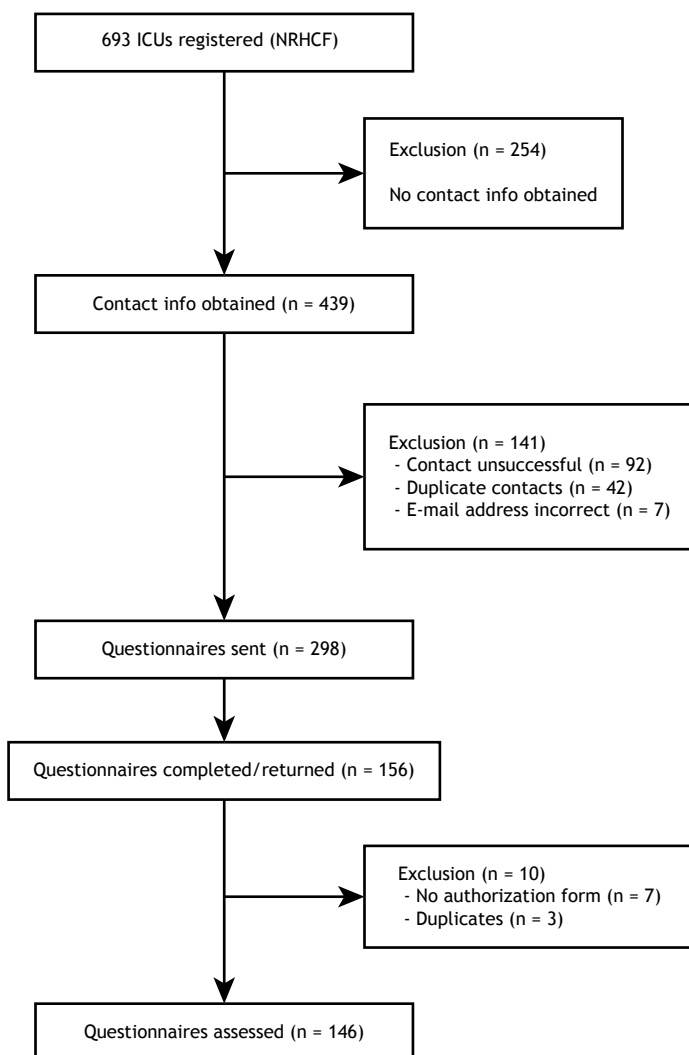 693 ICUs registered (NRHCF)
Exclusion (n = 254)
No contact info obtained
Contact info obtained (n = 439)
Exclusion (n = 141)
- Contact unsuccessful (n = 92)
- Duplicate contacts (n = 42)
- E-mail address incorrect (n = 7)
Questionnaires sent (n = 298)
Questionnaires completed/returned (n = 156)
Exclusion (n = 10)
- No authorization form (n = 7)
- Duplicates (n = 3)
Questionnaires assessed (n = 146)